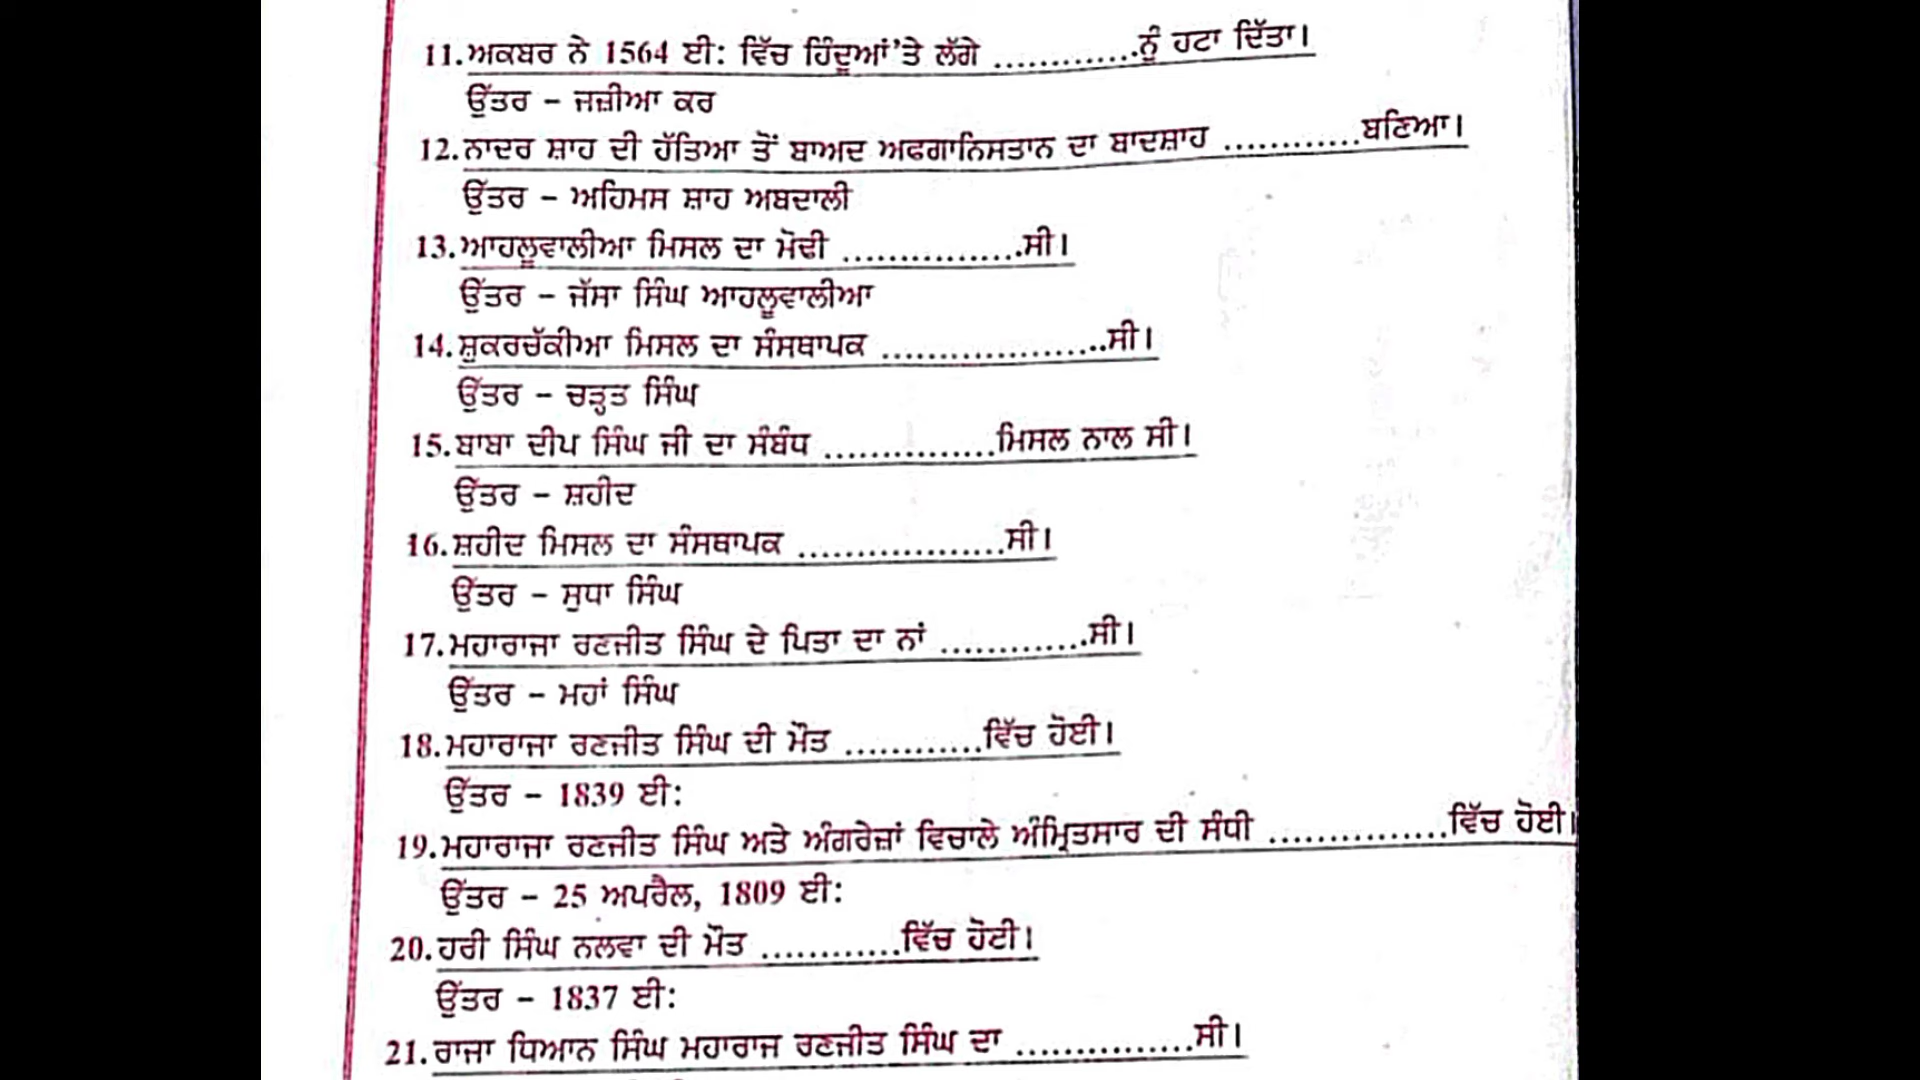 11. ਅਕਬਰ ਨੇ 1564 ਈ: ਵਿੱਚ ਹਿੰਦੂਆਂ'ਤੇ ਲੱਗੇ .............ਨੂੰ ਹਟਾ ਦਿੱਤਾ।
ਉੱਤਰ – ਜਜ਼ੀਆ ਕਰ
12. ਨਾਦਰ ਸ਼ਾਹ ਦੀ ਹੱਤਿਆ ਤੋਂ ਬਾਅਦ ਅਫਗਾਨਿਸਤਾਨ ਦਾ ਬਾਦਸ਼ਾਹ ............ਬਣਿਆ।
ਉੱਤਰ – ਅਹਿਮਸ ਸ਼ਾਹ ਅਬਦਾਲੀ
13. ਆਹਲੂਵਾਲੀਆ ਮਿਸਲ ਦਾ ਮੋਢੀ ................ਸੀ।
ਉੱਤਰ – ਜੱਸਾ ਸਿੰਘ ਆਹਲੂਵਾਲੀਆ
14. ਸ਼ੁਕਰਚੱਕੀਆ ਮਿਸਲ ਦਾ ਸੰਸਥਾਪਕ ....................ਸੀ।
ਉੱਤਰ – ਚੜ੍ਹਤ ਸਿੰਘ
15. ਬਾਬਾ ਦੀਪ ਸਿੰਘ ਜੀ ਦਾ ਸੰਬੰਧ ...............ਮਿਸਲ ਨਾਲ ਸੀ।
ਉੱਤਰ – ਸ਼ਹੀਦ
16. ਸ਼ਹੀਦ ਮਿਸਲ ਦਾ ਸੰਸਥਾਪਕ ..................ਸੀ।
ਉੱਤਰ – ਸੁਧਾ ਸਿੰਘ
17. ਮਹਾਰਾਜਾ ਰਣਜੀਤ ਸਿੰਘ ਦੇ ਪਿਤਾ ਦਾ ਨਾਂ .............ਸੀ।
ਉੱਤਰ – ਮਹਾਂ ਸਿੰਘ
18. ਮਹਾਰਾਜਾ ਰਣਜੀਤ ਸਿੰਘ ਦੀ ਮੌਤ ............ਵਿੱਚ ਹੋਈ।
ਉੱਤਰ – 1839 ਈ:
19. ਮਹਾਰਾਜਾ ਰਣਜੀਤ ਸਿੰਘ ਅਤੇ ਅੰਗਰੇਜ਼ਾਂ ਵਿਚਾਲੇ ਅੰਮ੍ਰਿਤਸਾਰ ਦੀ ਸੰਧੀ ................ਵਿੱਚ ਹੋਈ।
ਉੱਤਰ – 25 ਅਪਰੈਲ, 1809 ਈ:
20. ਹਰੀ ਸਿੰਘ ਨਲਵਾ ਦੀ ਮੌਤ ............ਵਿੱਚ ਹੋਈ।
ਉੱਤਰ – 1837 ਈ:
21. ਰਾਜਾ ਧਿਆਨ ਸਿੰਘ ਮਹਾਰਾਜ ਰਣਜੀਤ ਸਿੰਘ ਦਾ ................ਸੀ।